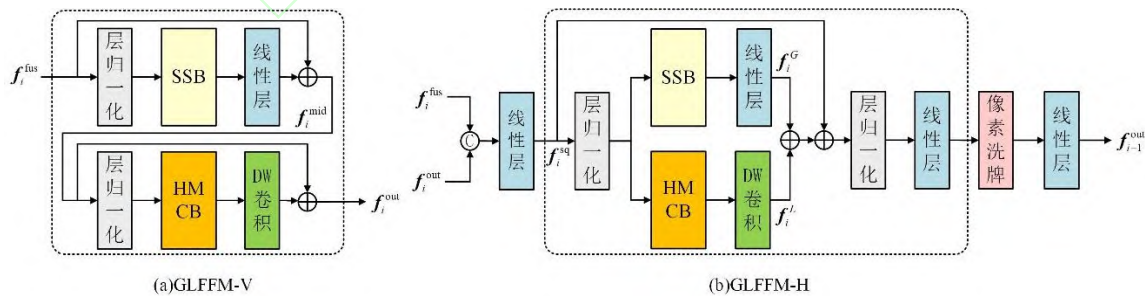 f_i^fus
层归一化
SSB
线性层
f_i^mid
层归一化
HMCB
DW卷积
f_i^out
(a)GLFFM-V
f_i^fus
f_i^out
C
线性层
f_i^sq
层归一化
SSB
线性层
f_i^G
HMCB
DW卷积
f_i^L
层归一化
线性层
像素洗牌
线性层
f_{i-1}^out
(b)GLFFM-H